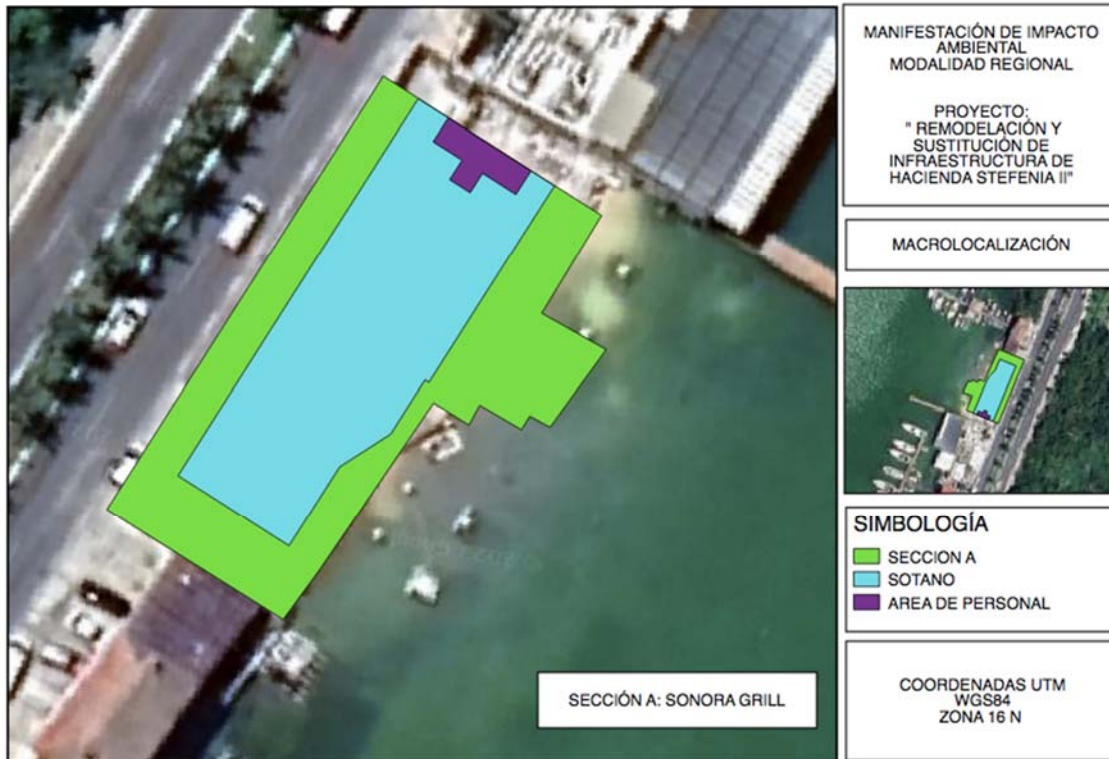 MANIFESTACIÓN DE IMPACTO
AMBIENTAL
MODALIDAD REGIONAL
PROYECTO:
" REMODELACIÓN Y
SUSTITUCIÓN DE
INFRAESTRUCTURA DE
HACIENDA STEFENIA II"
MACROLOCALIZACIÓN
SIMBOLOGÍA
SECCION A
SOTANO
AREA DE PERSONAL
SECCIÓN A: SONORA GRILL
COORDENADAS UTM
WGS84
ZONA 16 N